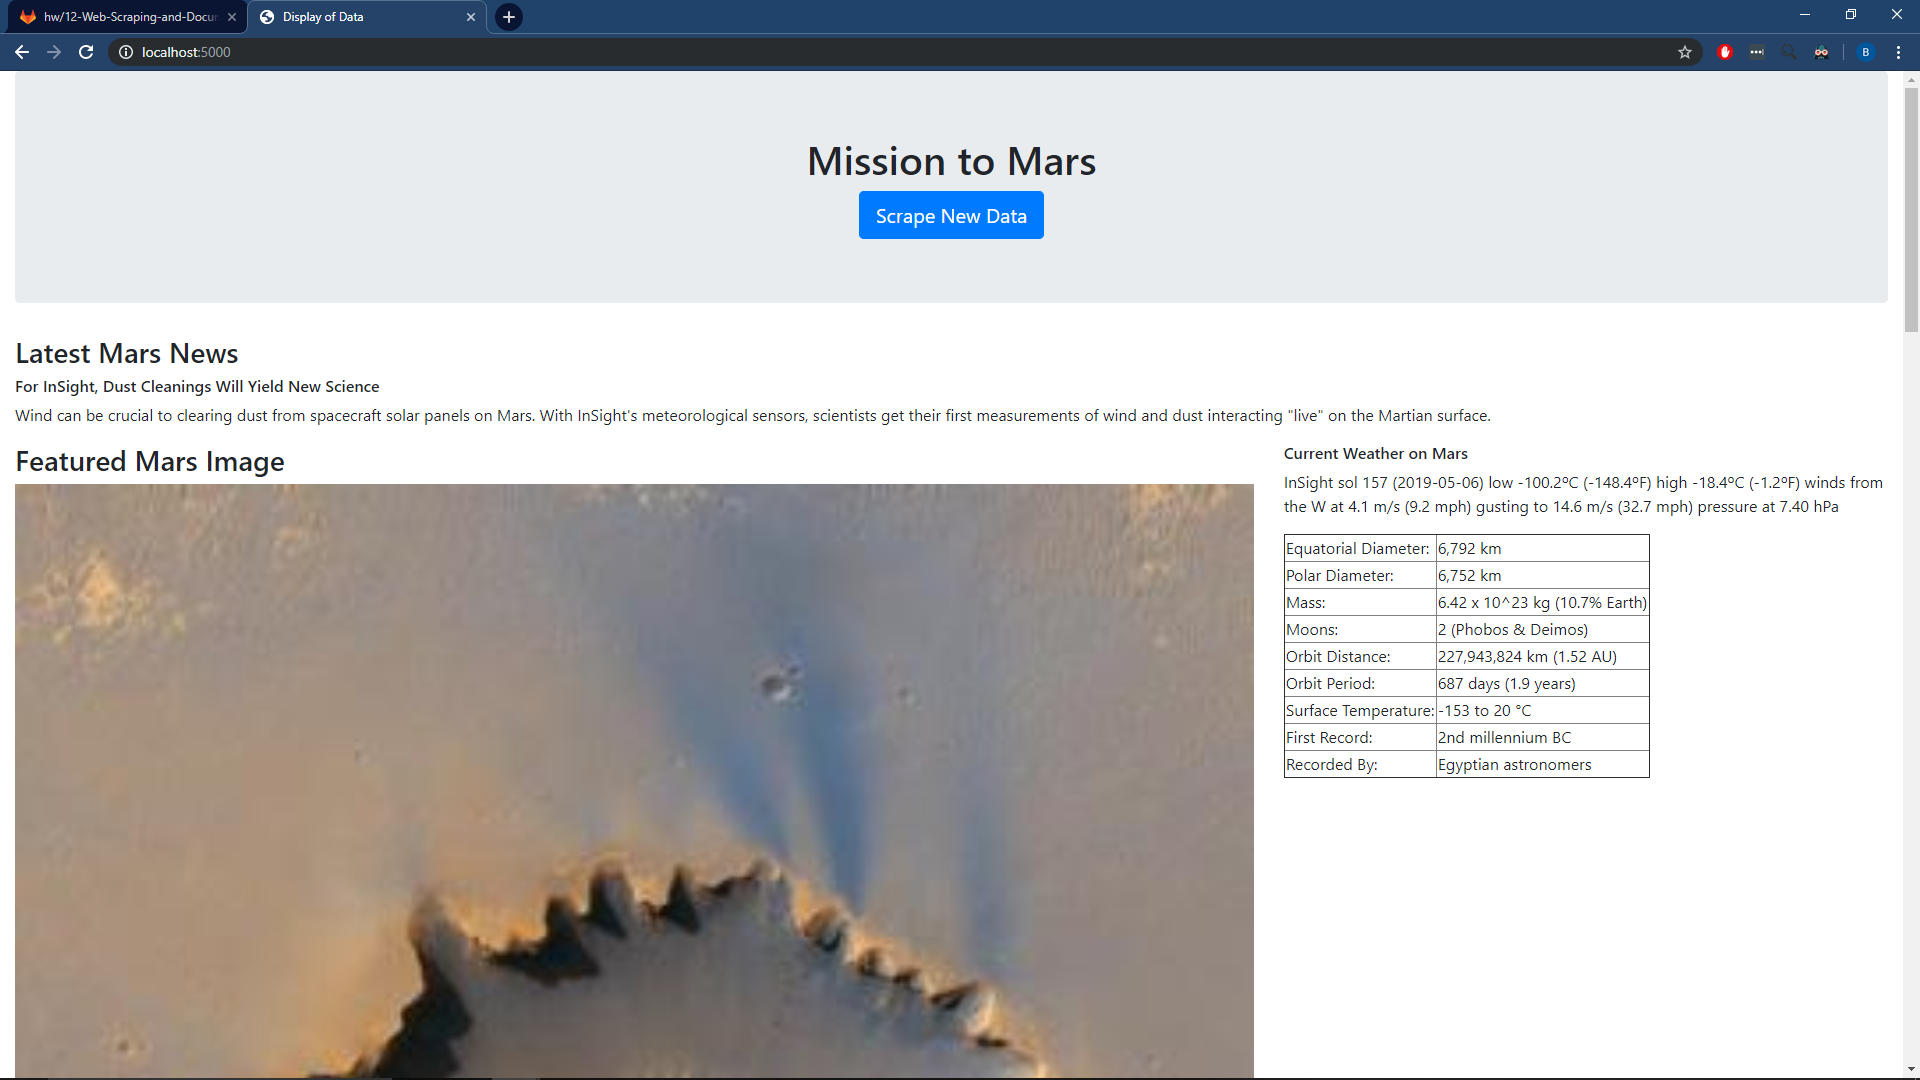 hw/12-Web-Scraping-and-Docu
Display of Data
localhost:5000
B
Mission to Mars
Scrape New Data
Latest Mars News
For InSight, Dust Cleanings Will Yield New Science
Wind can be crucial to clearing dust from spacecraft solar panels on Mars. With InSight's meteorological sensors, scientists get their first measurements of wind and dust interacting "live" on the Martian surface.
Featured Mars Image
Current Weather on Mars
InSight sol 157 (2019-05-06) low -100.2ºC (-148.4ºF) high -18.4ºC (-1.2ºF) winds from
the W at 4.1 m/s (9.2 mph) gusting to 14.6 m/s (32.7 mph) pressure at 7.40 hPa
Equatorial Diameter: 6,792 km
Polar Diameter: 6,752 km
Mass: 6.42 x 10^23 kg (10.7% Earth)
Moons: 2 (Phobos & Deimos)
Orbit Distance: 227,943,824 km (1.52 AU)
Orbit Period: 687 days (1.9 years)
Surface Temperature: -153 to 20 °C
First Record: 2nd millennium BC
Recorded By: Egyptian astronomers